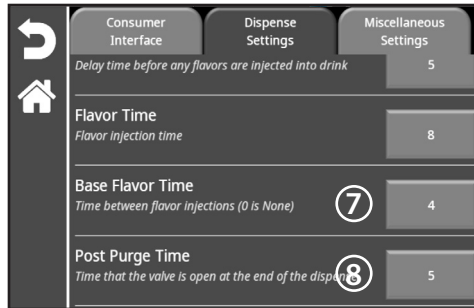 Consumer
Interface
Dispense
Settings
Miscellaneous
Settings
Delay time before any flavors are injected into drink
5
Flavor Time
Flavor injection time
8
Base Flavor Time
Time between flavor injections (0 is None)
7
4
Post Purge Time
Time that the valve is open at the end of the dispense
8
5